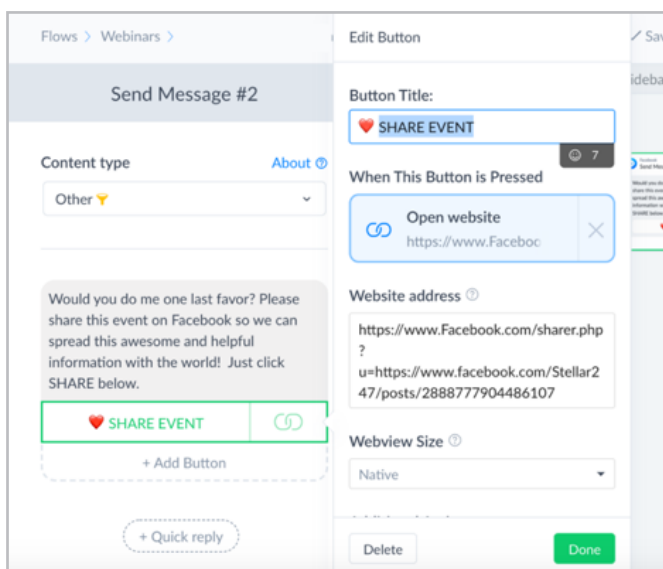 Flows > Webinars >
Send Message #2
Content type
About
Other
Would you do me one last favor? Please
share this event on Facebook so we can
spread this awesome and helpful
information with the world! Just click
SHARE below.
❤️ SHARE EVENT
+ Add Button
+ Quick reply
Edit Button
Button Title:
❤️ SHARE EVENT
7
When This Button is Pressed
Open website
https://www.Faceboo
Website address
https://www.Facebook.com/sharer.php
?
u=https://www.facebook.com/Stellar2
47/posts/2888777904486107
Webview Size
Native
Delete
Done
Facebook